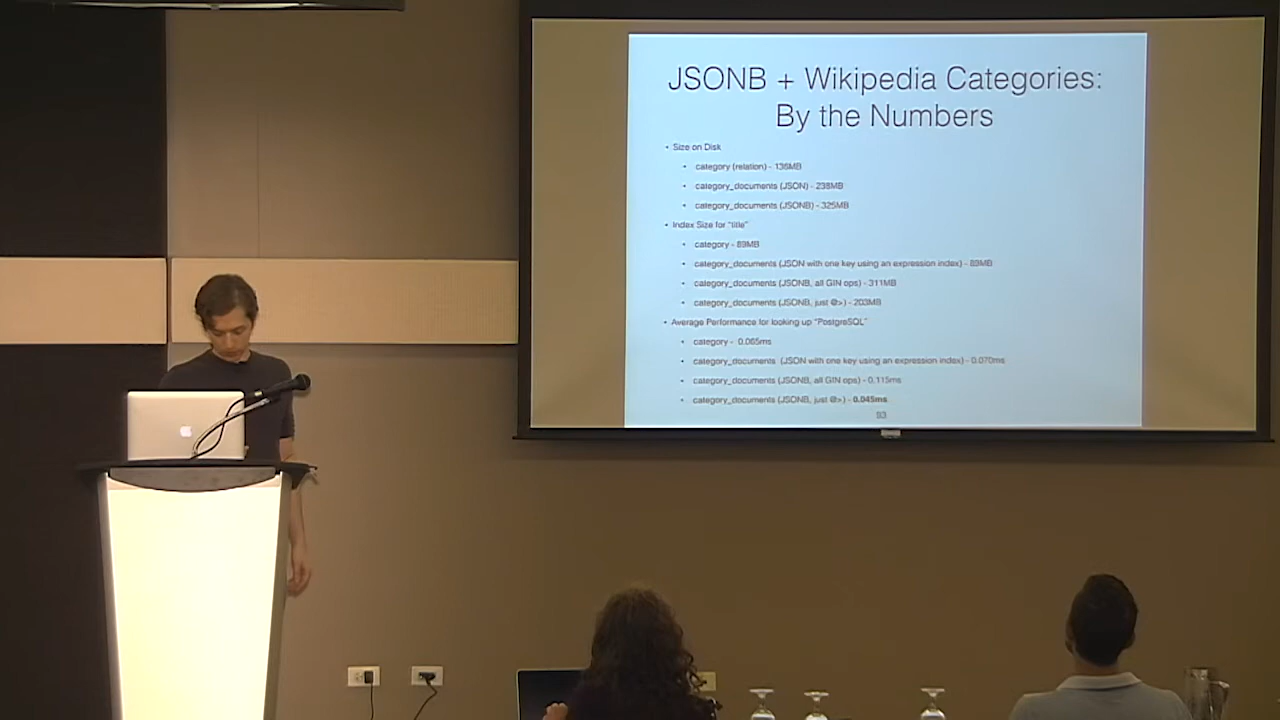 JSONB + Wikipedia Categories:
By the Numbers
• Size on Disk
• category (relation) - 136MB
• category_documents (JSON) - 238MB
• category_documents (JSONB) - 325MB
• Index Size for "title"
• category - 89MB
• category_documents (JSON with one key using an expression index) - 89MB
• category_documents (JSONB, all GIN ops) - 311MB
• category_documents (JSONB, just @>) - 203MB
• Average Performance for looking up "PostgreSQL"
• category - 0.065ms
• category_documents (JSON with one key using an expression index) - 0.070ms
• category_documents (JSONB, all GIN ops) - 0.115ms
• category_documents (JSONB, just @>) - 0.045ms
93